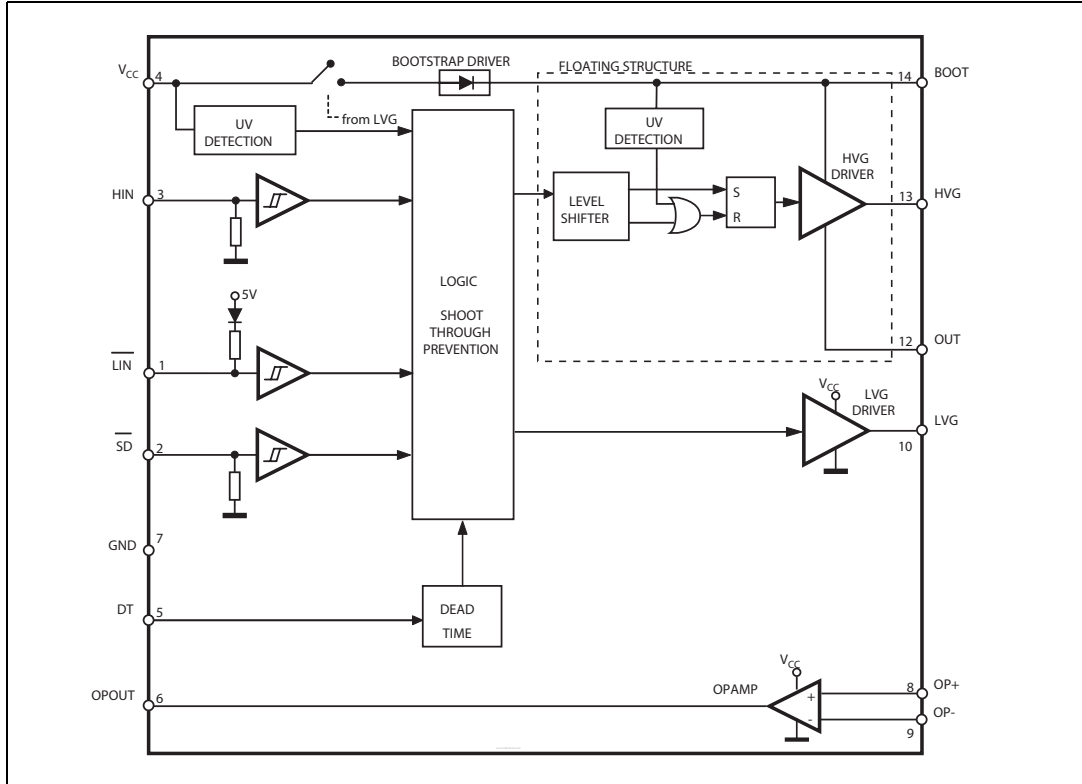 BOOTSTRAP DRIVER
FLOATING STRUCTURE
VCC
4
14
BOOT
from LVG
UV
DETECTION
UV
DETECTION
HVG
DRIVER
HIN
3
LEVEL
SHIFTER
S
R
13
HVG
LOGIC
SHOOT
THROUGH
PREVENTION
5V
LIN
1
12
OUT
VCC
LVG
DRIVER
SD
2
10
LVG
GND
7
DT
5
DEAD
TIME
VCC
OPOUT
6
OPAMP
+
-
8
OP+
OP-
9